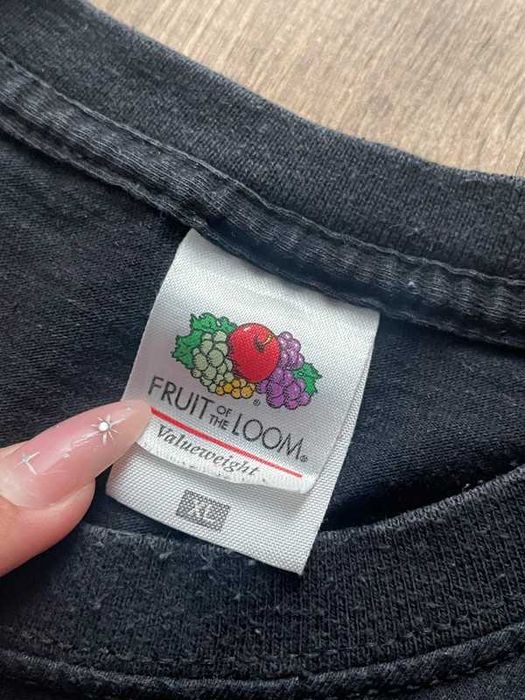 ®
FRUIT OF THE LOOM®
Valueweight
XL